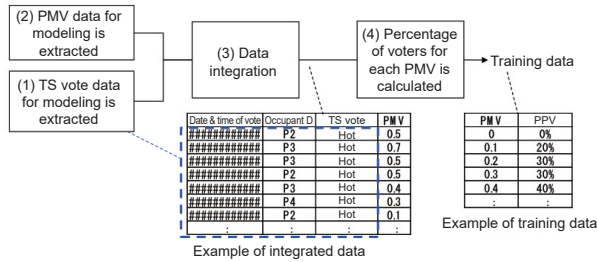 (2) PMV data for
modeling is
extracted
(1) TS vote data
for modeling is
extracted
(3) Data
integration
(4) Percentage
of voters for
each PMV is
calculated
Training data
Date & time of vote Occupant D TS vote PMV
############ P2 Hot 0.5
############ P3 Hot 0.7
############ P3 Hot 0.5
############ P2 Hot 0.5
############ P3 Hot 0.4
############ P4 Hot 0.3
############ P2 Hot 0.1
: : : :
Example of integrated data
PMV PPV
0 0%
0.1 20%
0.2 30%
0.3 30%
0.4 40%
: :
Example of training data